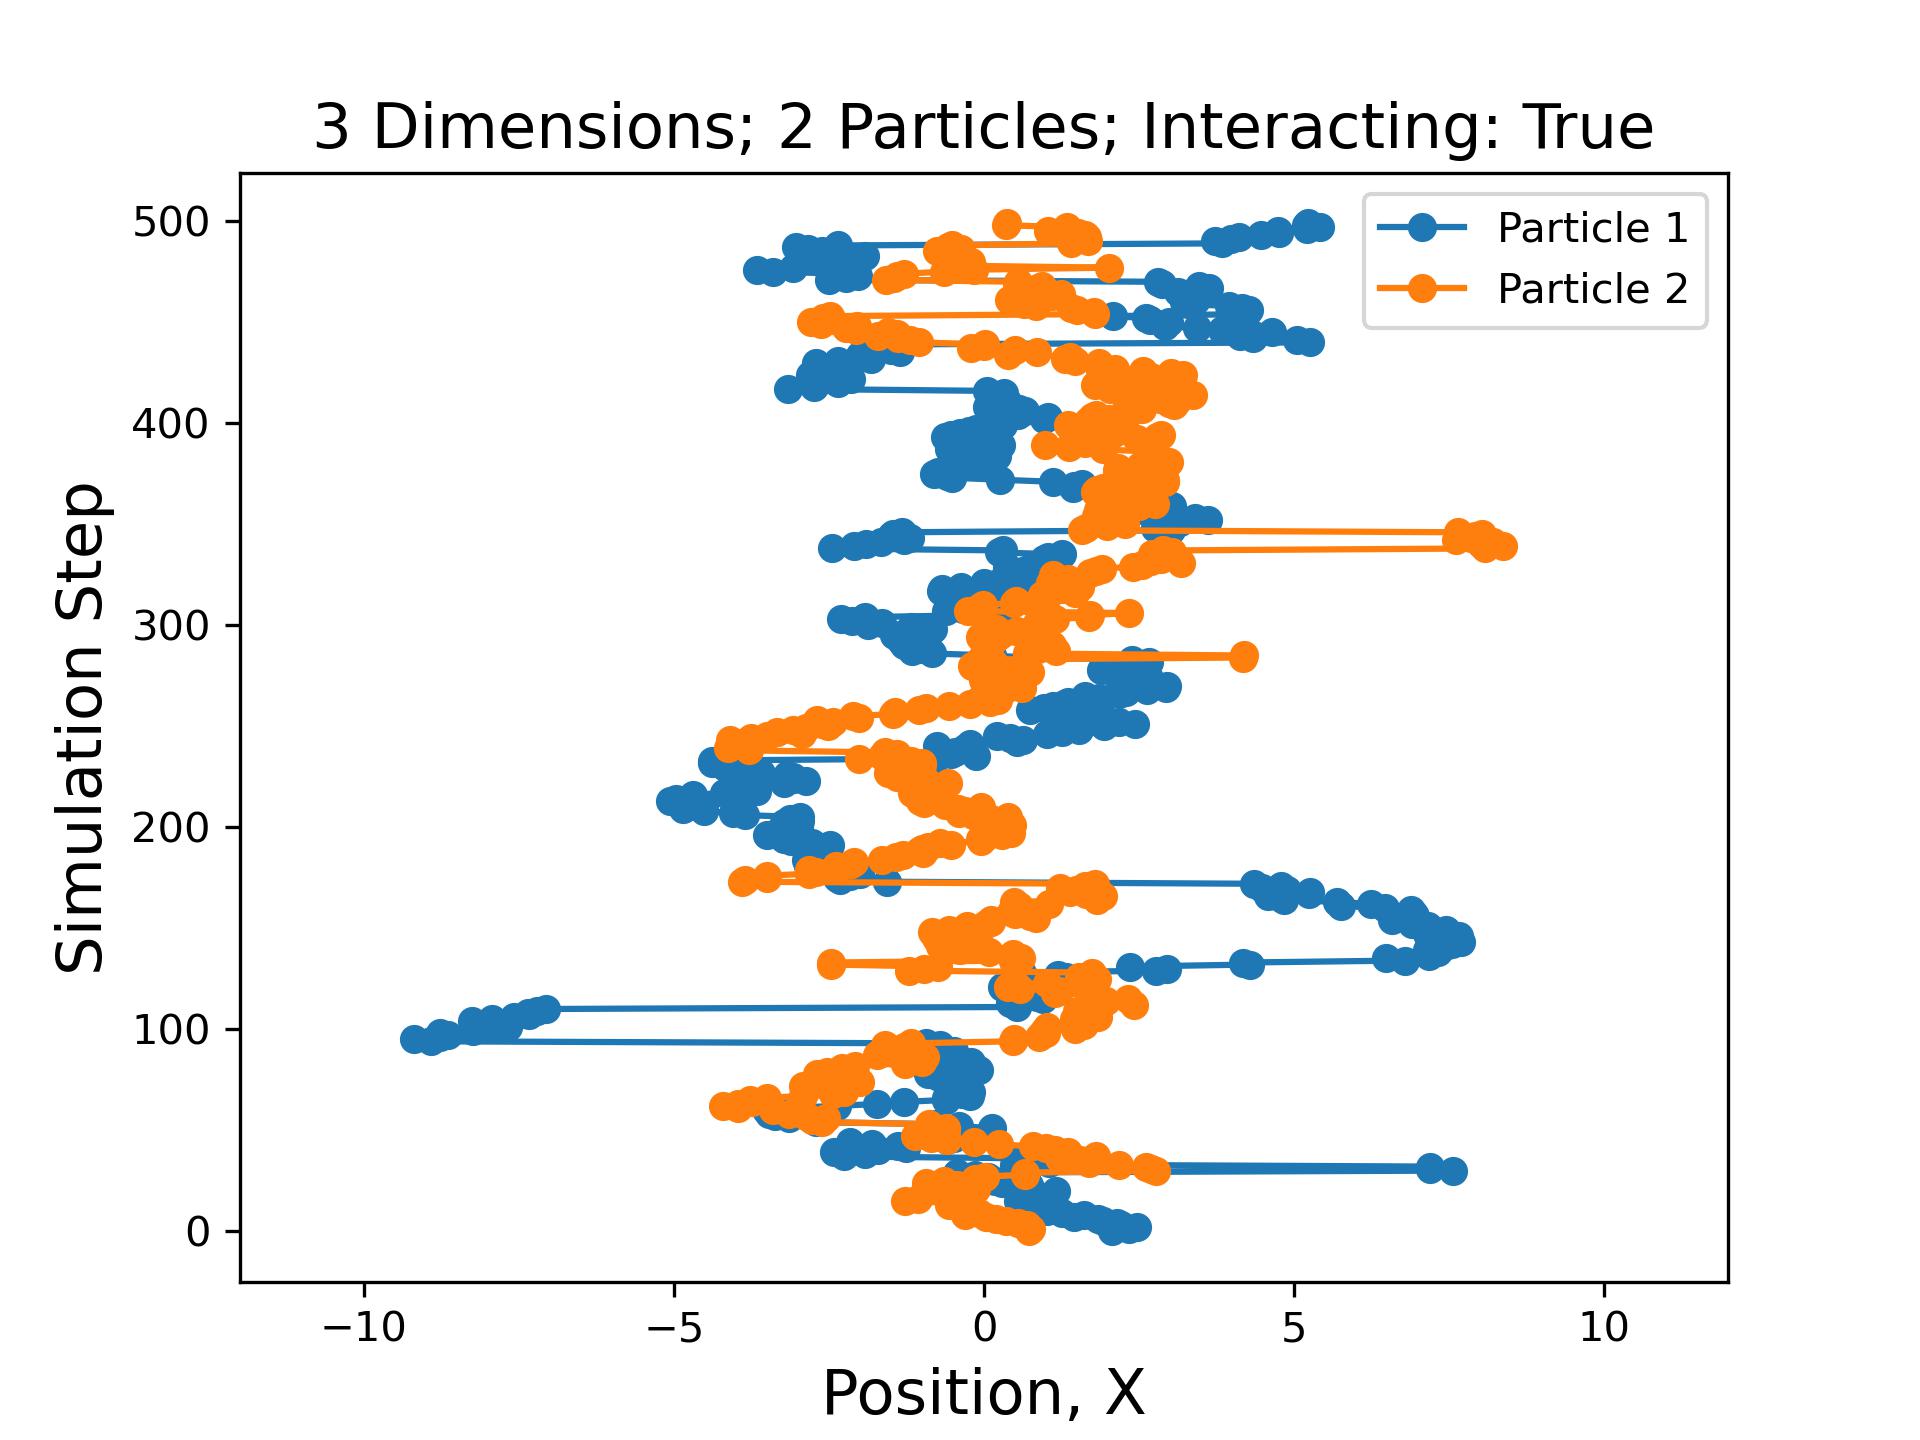 3 Dimensions; 2 Particles; Interacting: True
Particle 1
Particle 2
Simulation Step
500
400
300
200
100
0
−10
−5
0
5
10
Position, X